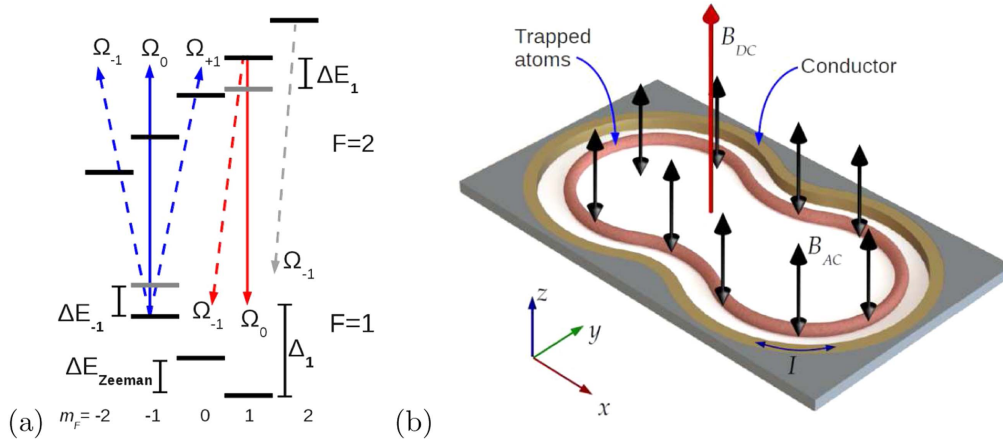 Ω-1 Ω0 Ω+1
ΔE1
F=2
Ω-1
ΔE-1
Ω-1 Ω0
F=1
Δ1
ΔEZeeman
(a)
mF= -2 -1 0 1 2
Trapped
atoms
BDC
Conductor
BAC
z
y
x
I
(b)